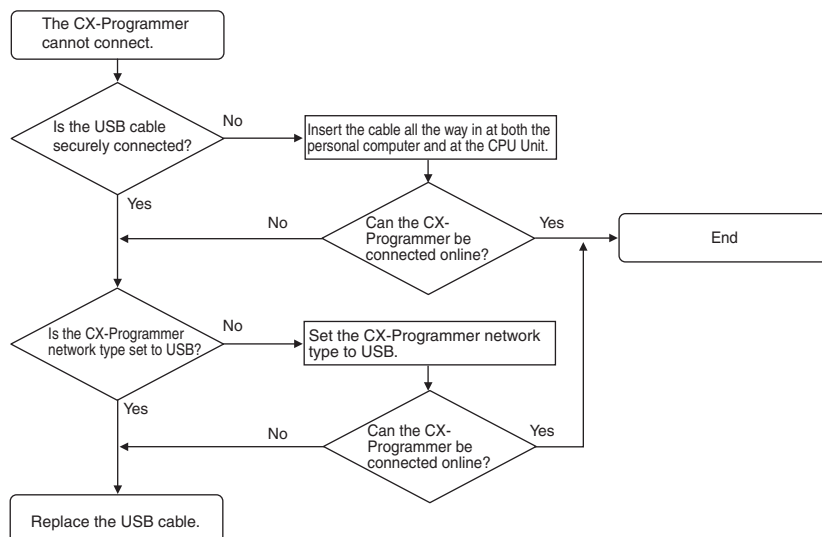 The CX-Programmer
cannot connect.
Is the USB cable
securely connected?
No
Insert the cable all the way in at both the
personal computer and at the CPU Unit.
Yes
No
Can the CX-
Programmer be
connected online?
Yes
End
Is the CX-Programmer
network type set to USB?
No
Set the CX-Programmer network
type to USB.
Yes
No
Can the CX-
Programmer be
connected online?
Yes
Replace the USB cable.